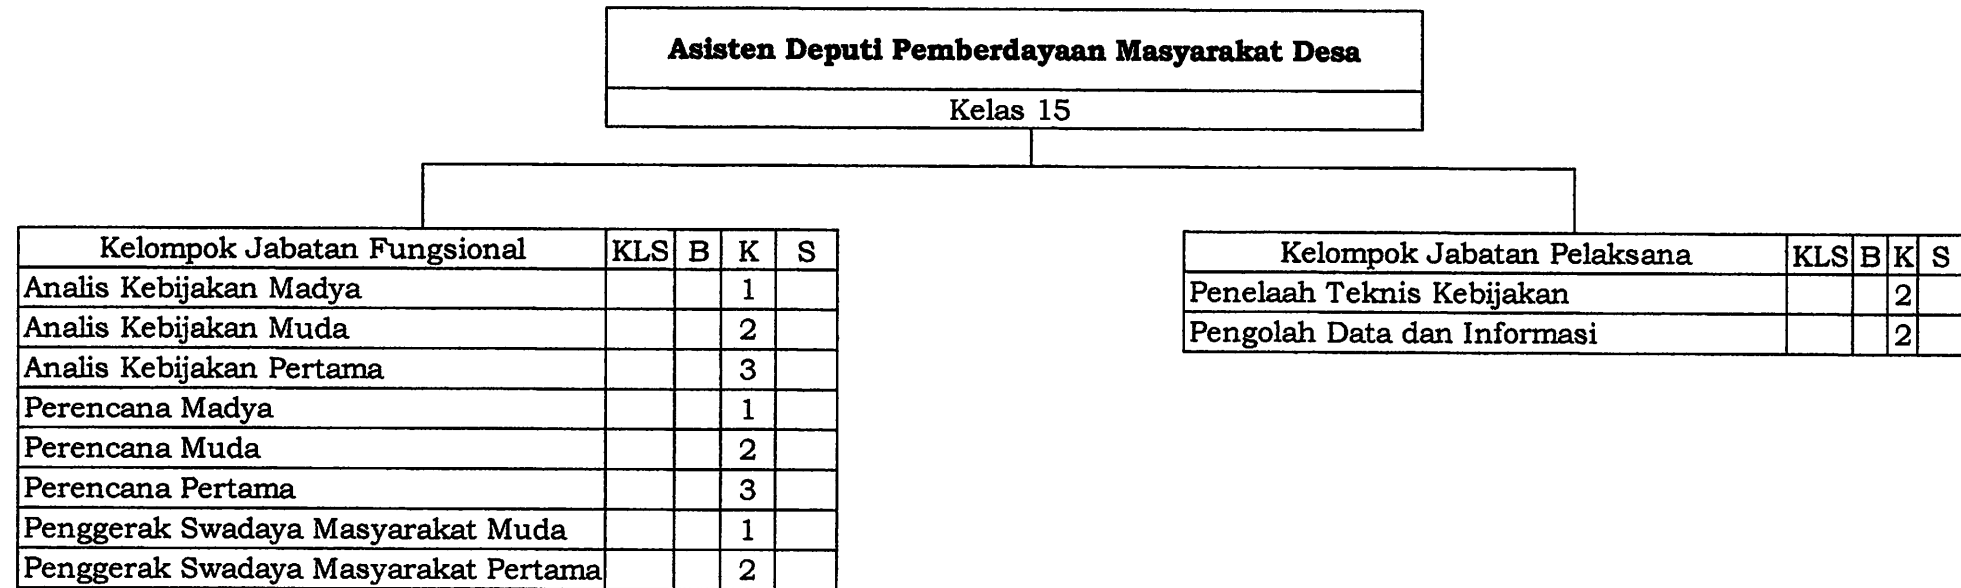 Asisten Deputi Pemberdayaan Masyarakat Desa
Kelas 15
Kelompok Jabatan Fungsional KLS B K S
Analis Kebijakan Madya 1
Analis Kebijakan Muda 2
Analis Kebijakan Pertama 3
Perencana Madya 1
Perencana Muda 2
Perencana Pertama 3
Penggerak Swadaya Masyarakat Muda 1
Penggerak Swadaya Masyarakat Pertama 2
Kelompok Jabatan Pelaksana KLS B K S
Penelaah Teknis Kebijakan 2
Pengolah Data dan Informasi 2